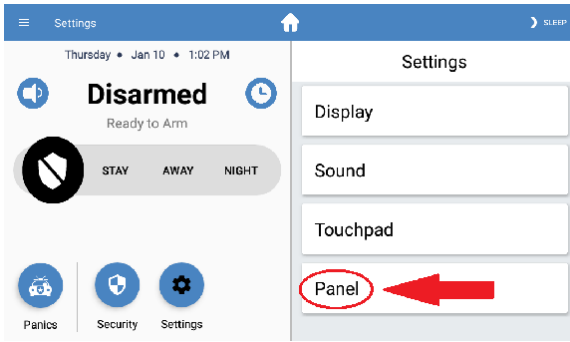 Settings
SLEEP
Thursday • Jan 10 • 1:02 PM
Disarmed
Ready to Arm
STAY AWAY NIGHT
Panics
Security
Settings
Settings
Display
Sound
Touchpad
Panel